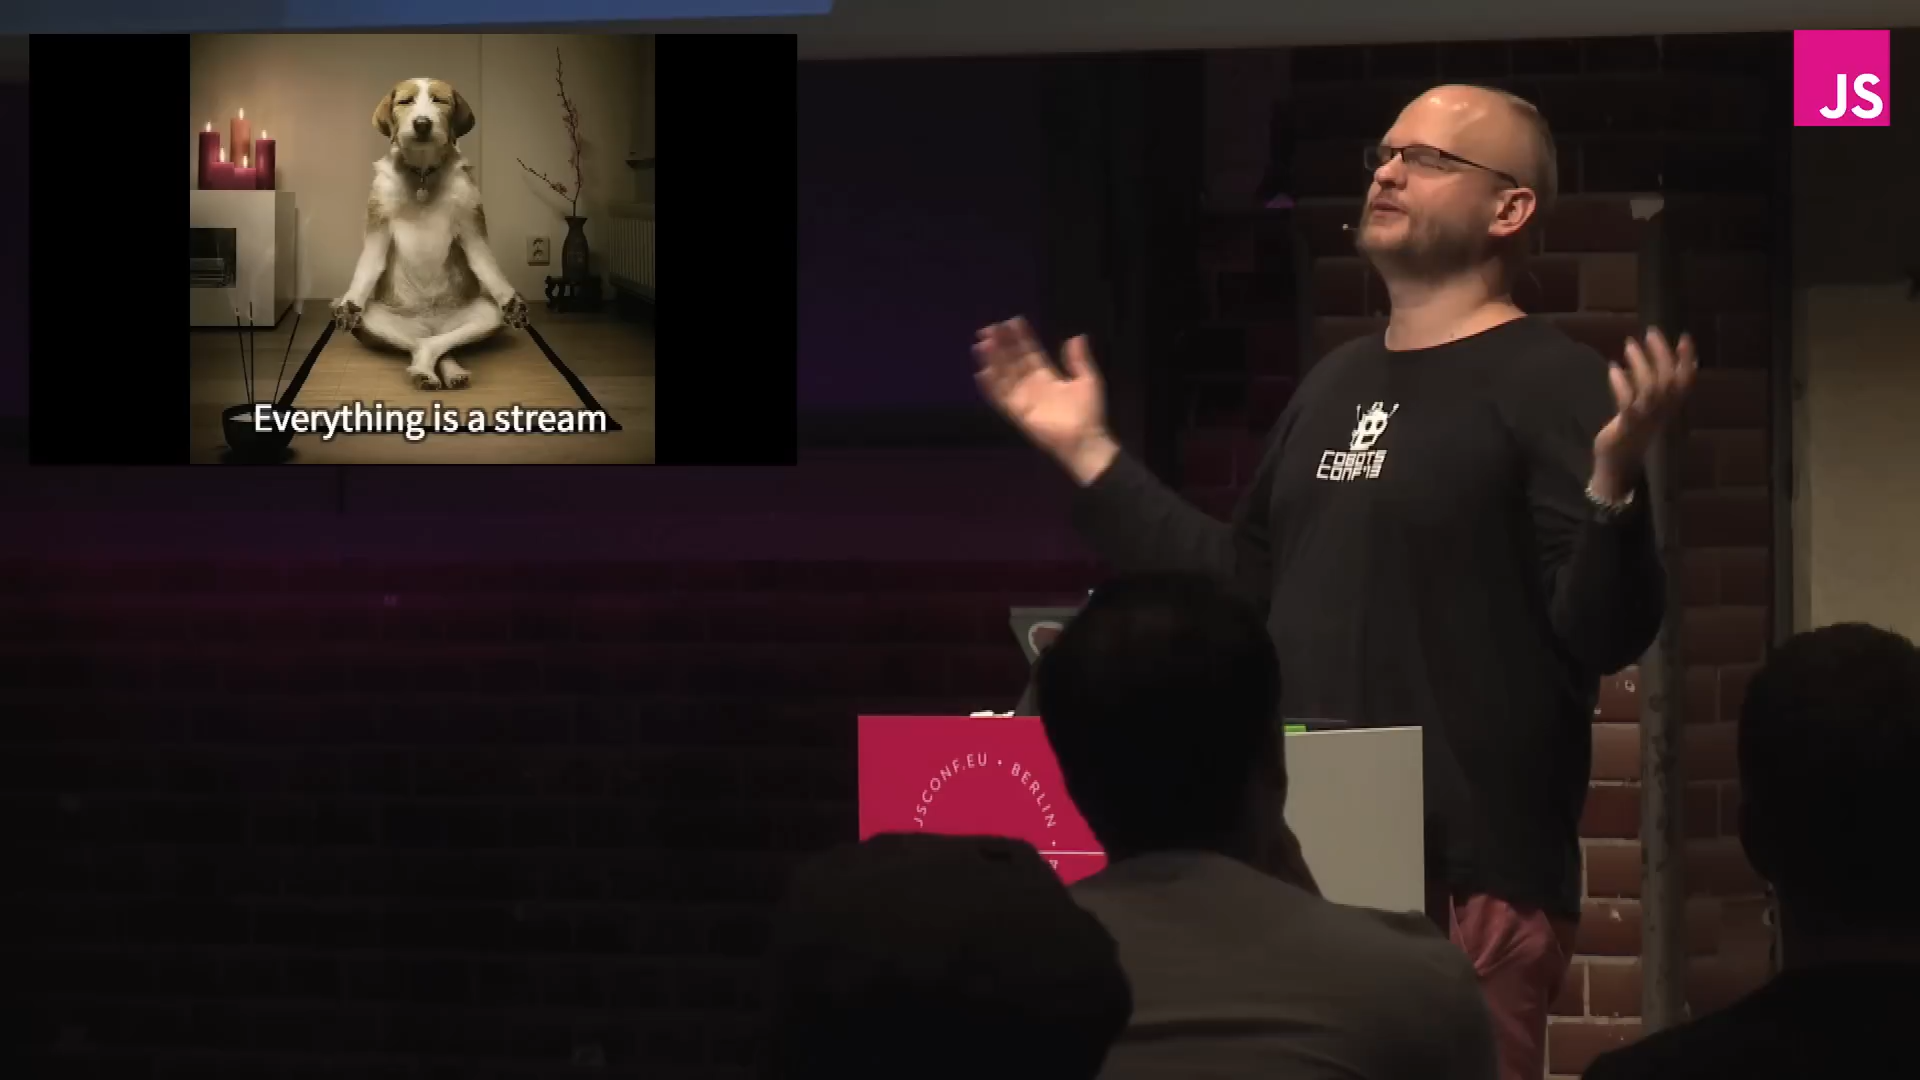 Everything is a stream
JS
COBOTS
CONF'13
JSCONF.EU • BERLIN •